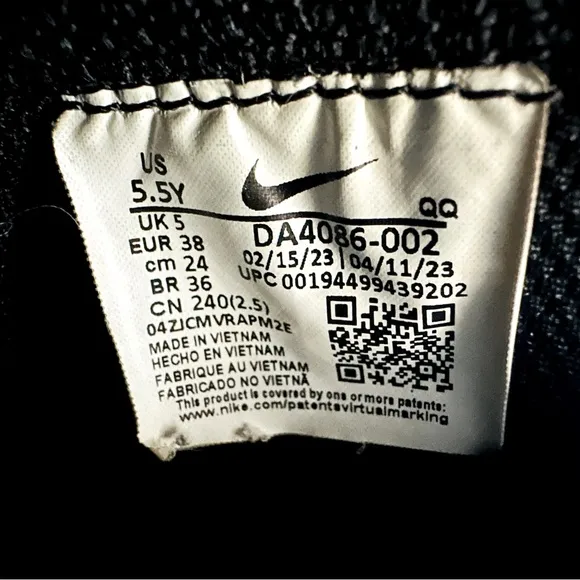 US
5.5Y
QQ
UK 5
EUR 38
cm 24
BR 36
CN 240(2.5)
DA4086-002
02/15/23 | 04/11/23
UPC 00194499439202
04ZJCMVRAPM2E
MADE IN VIETNAM
HECHO EN VIETNAM
FABRIQUE AU VIETNAM
FABRICADO NO VIETNÃ
This product is covered by one or more patents:
www.nike.com/patentsvirtualmarking